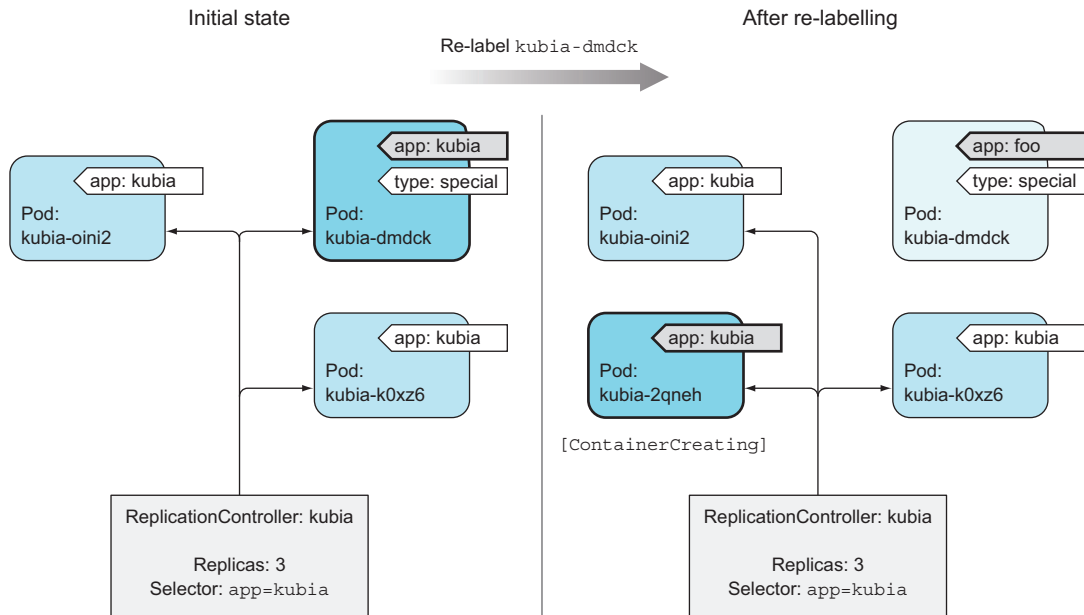 Initial state
After re-labelling
Re-label kubia-dmdck
app: kubia
Pod:
kubia-oini2
app: kubia
type: special
Pod:
kubia-dmdck
app: kubia
Pod:
kubia-k0xz6
ReplicationController: kubia
Replicas: 3
Selector: app=kubia
app: kubia
Pod:
kubia-oini2
app: foo
type: special
Pod:
kubia-dmdck
app: kubia
Pod:
kubia-2qneh
[ContainerCreating]
app: kubia
Pod:
kubia-k0xz6
ReplicationController: kubia
Replicas: 3
Selector: app=kubia